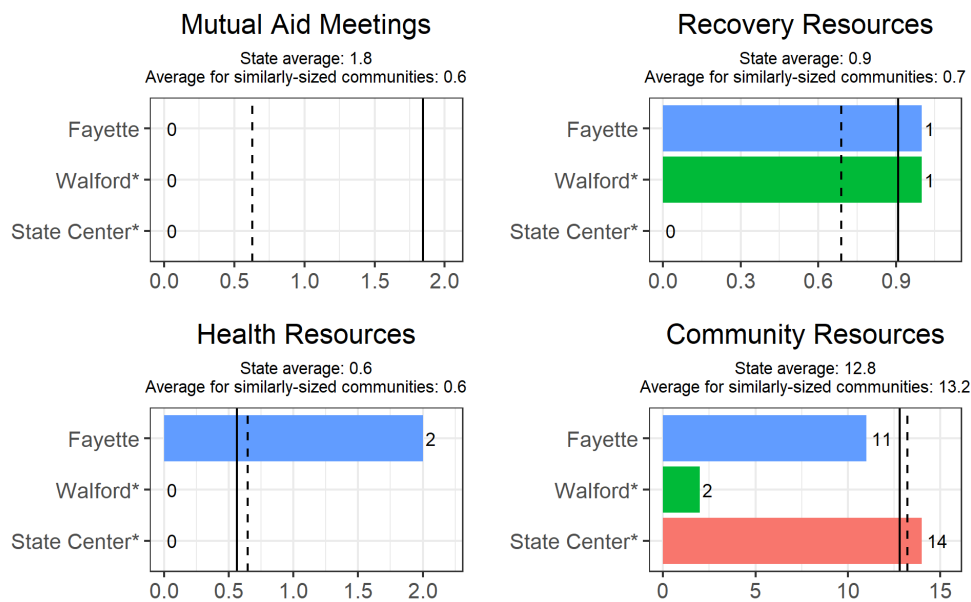 Mutual Aid Meetings
State average: 1.8
Average for similarly-sized communities: 0.6
Fayette
0
Walford*
0
State Center*
0
0.0 0.5 1.0 1.5 2.0
Recovery Resources
State average: 0.9
Average for similarly-sized communities: 0.7
Fayette
1
Walford*
1
State Center*
0
0.0 0.3 0.6 0.9
Health Resources
State average: 0.6
Average for similarly-sized communities: 0.6
Fayette
2
Walford*
0
State Center*
0
0.0 0.5 1.0 1.5 2.0
Community Resources
State average: 12.8
Average for similarly-sized communities: 13.2
Fayette
11
Walford*
2
State Center*
14
0 5 10 15